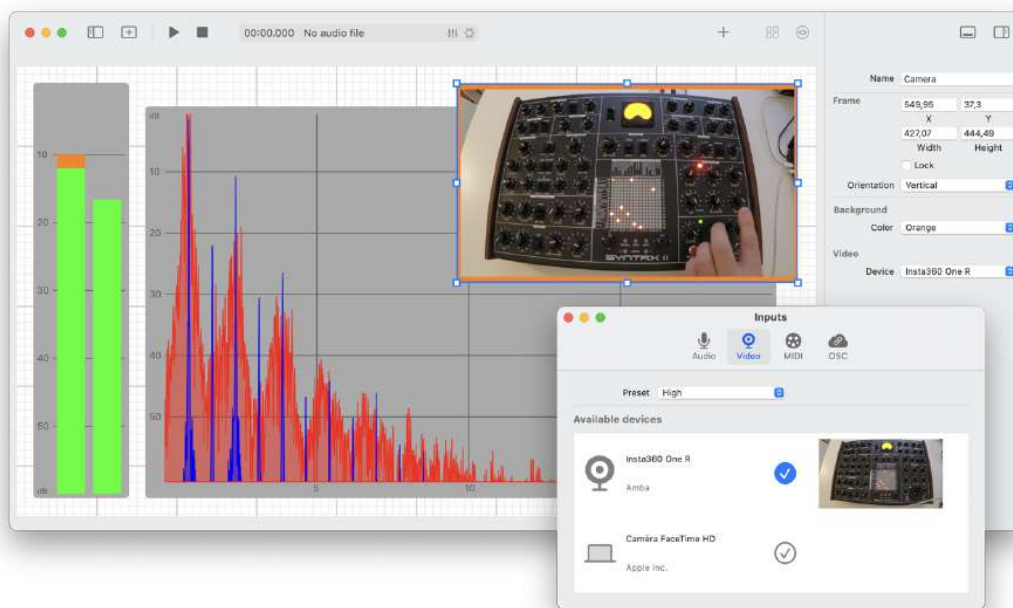 00:00.000 No audio file
Name Camera
Frame
549,95 37,3
X Y
427,07 444,49
Width Height
Lock
Orientation Vertical
Background
Color Orange
Video
Device Insta360 One R
dB
10
20
30
40
50
dB
10
20
30
40
50
5
10
SYNTRX II
Inputs
Audio Video MIDI OSC
Preset High
Available devices
Insta360 One R
Amba
Caméra FaceTime HD
Apple Inc.